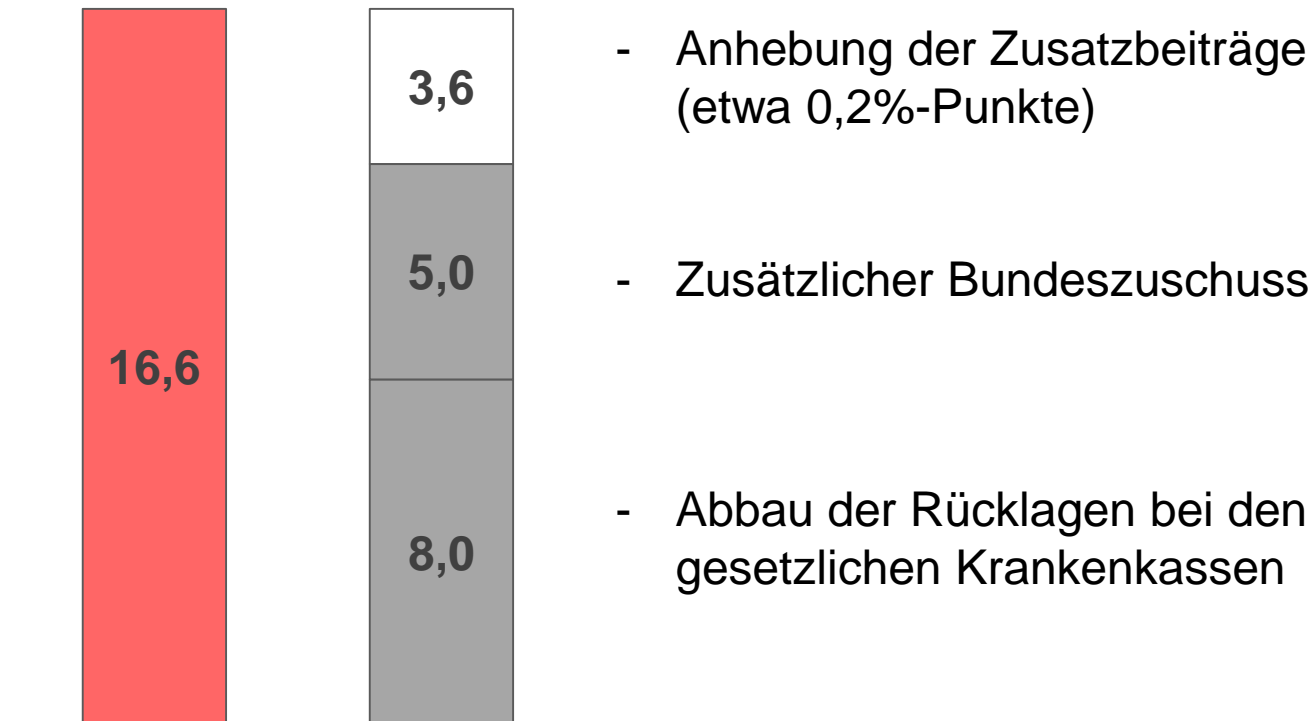 3,6
- Anhebung der Zusatzbeiträge
(etwa 0,2%-Punkte)
5,0
- Zusätzlicher Bundeszuschuss
16,6
8,0
- Abbau der Rücklagen bei den
gesetzlichen Krankenkassen